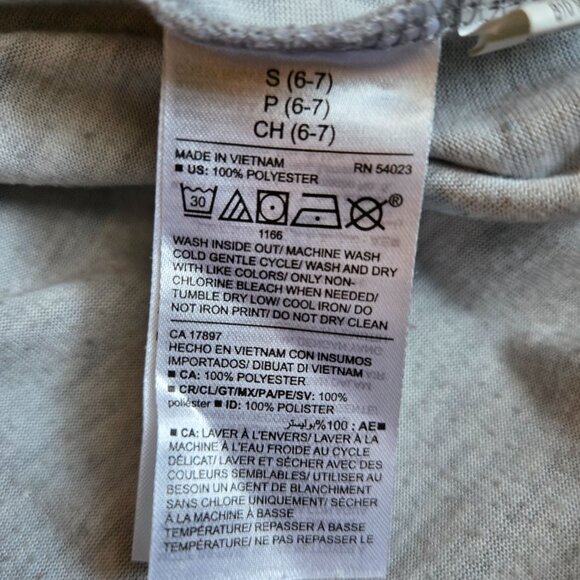 S (6-7)
P (6-7)
CH (6-7)
MADE IN VIETNAM RN 54023
■ US: 100% POLYESTER
30
®
1166
WASH INSIDE OUT/ MACHINE WASH
COLD GENTLE CYCLE/ WASH AND DRY
WITH LIKE COLORS/ ONLY NON-
CHLORINE BLEACH WHEN NEEDED/
TUMBLE DRY LOW/ COOL IRON/ DO
NOT IRON PRINT/ DO NOT DRY CLEAN
CA 17897
HECHO EN VIETNAM CON INSUMOS
IMPORTADOS/ DIBUAT DI VIETNAM
■ CA: 100% POLYESTER
■ CR/CL/GT/MX/PA/PE/SV: 100%
poliéster ■ ID: 100% POLISTER
■ AE: 100% بوليستر
■ CA: LAVER À L'ENVERS/ LAVER À LA
MACHINE À L'EAU FROIDE AU CYCLE
DÉLICAT/ LAVER ET SÉCHER AVEC DES
COULEURS SEMBLABLES/ UTILISER AU
BESOIN UN AGENT DE BLANCHIMENT
SANS CHLORE UNIQUEMENT/ SÉCHER
À LA MACHINE À BASSE
TEMPÉRATURE/ REPASSER À BASSE
TEMPÉRATURE/ NE PAS REPASSER LE